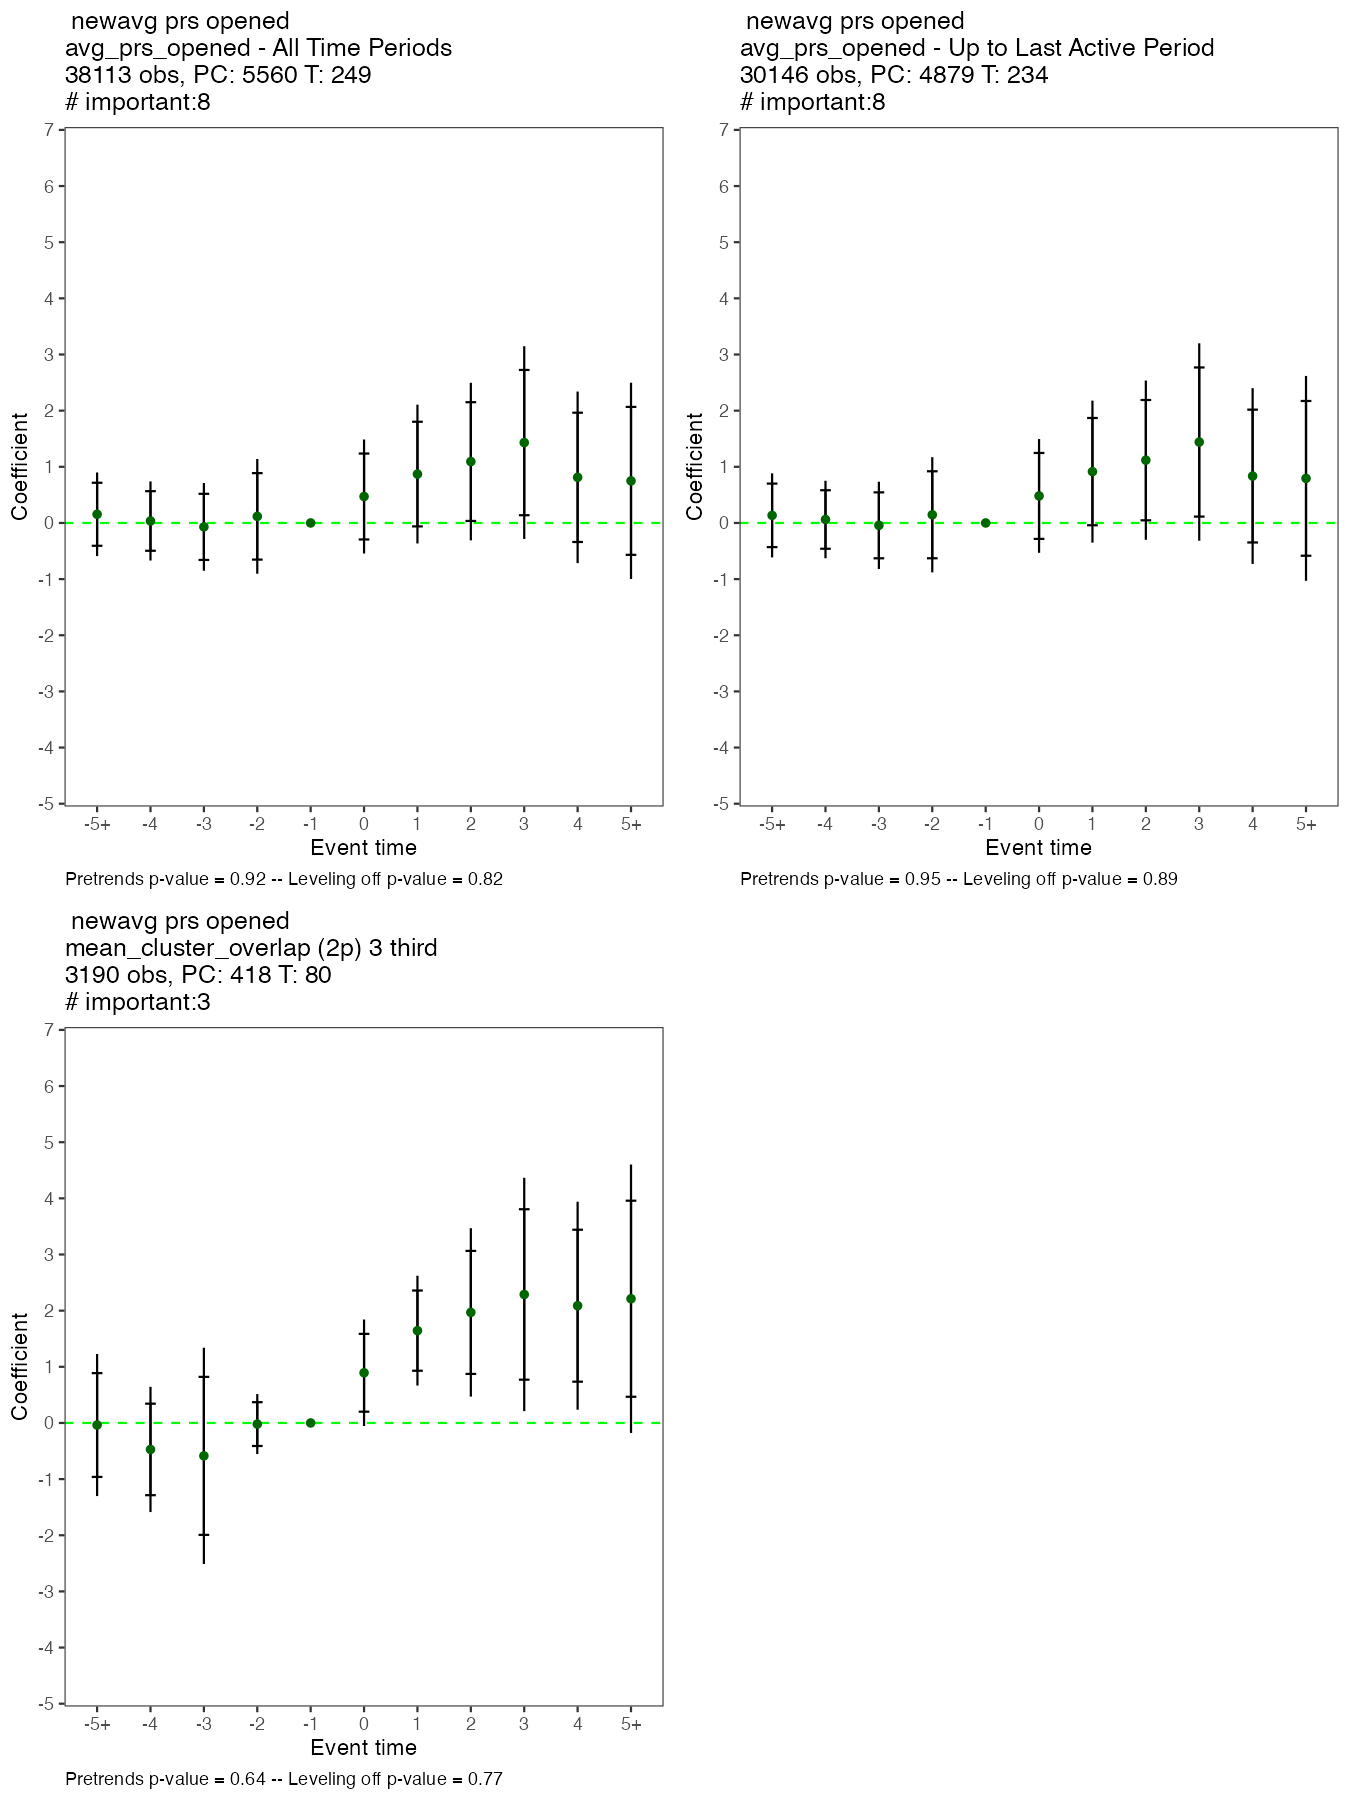 newavg prs opened
avg_prs_opened - All Time Periods
38113 obs, PC: 5560 T: 249
# important:8
7
6
5
4
3
2
1
0
-1
-2
-3
-4
-5
Coefficient
-5+ -4 -3 -2 -1 0 1 2 3 4 5+
Event time
Pretrends p-value = 0.92 -- Leveling off p-value = 0.82
newavg prs opened
avg_prs_opened - Up to Last Active Period
30146 obs, PC: 4879 T: 234
# important:8
7
6
5
4
3
2
1
0
-1
-2
-3
-4
-5
Coefficient
-5+ -4 -3 -2 -1 0 1 2 3 4 5+
Event time
Pretrends p-value = 0.95 -- Leveling off p-value = 0.89
newavg prs opened
mean_cluster_overlap (2p) 3 third
3190 obs, PC: 418 T: 80
# important:3
7
6
5
4
3
2
1
0
-1
-2
-3
-4
-5
Coefficient
-5+ -4 -3 -2 -1 0 1 2 3 4 5+
Event time
Pretrends p-value = 0.64 -- Leveling off p-value = 0.77